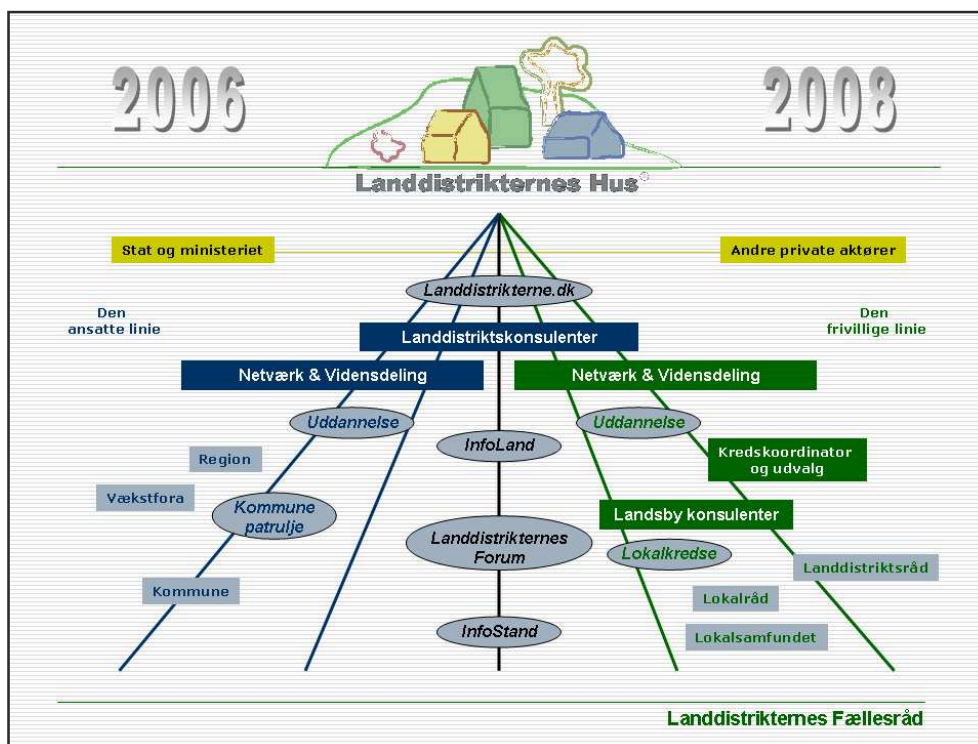 2006
2008
Landdistrikternes Hus©
Stat og ministeriet
Andre private aktører
Landdistrikterne.dk
Den
ansatte linie
Den
frivillige linie
Landdistriktskonsulenter
Netværk & Vidensdeling
Netværk & Vidensdeling
Uddannelse
Uddannelse
InfoLand
Region
Kredskoordinator
og udvalg
Vækstfora
Kommune
patrulje
Landsby konsulenter
Landdistrikternes
Forum
Lokalkredse
Landdistriktsråd
Kommune
Lokalråd
InfoStand
Lokalsamfundet
Landdistrikternes Fællesråd